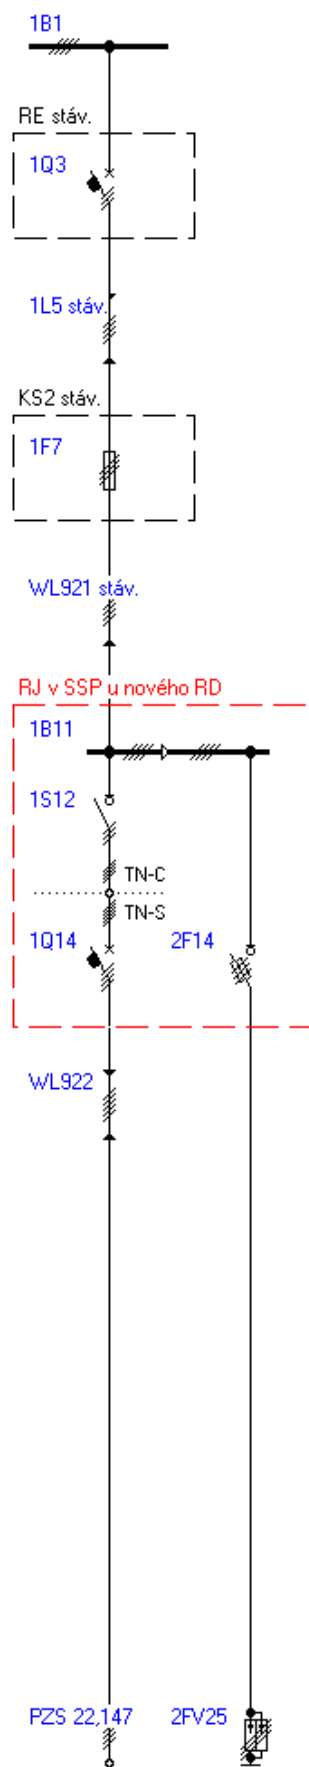 1B1
RE stáv.
1Q3
1L5 stáv.
KS2 stáv.
1F7
WL921 stáv.
RJ v SSP u nového RD
1B11
1S12
TN-C
TN-S
1Q14 2F14
WL922
PZS 22,147 2FV25